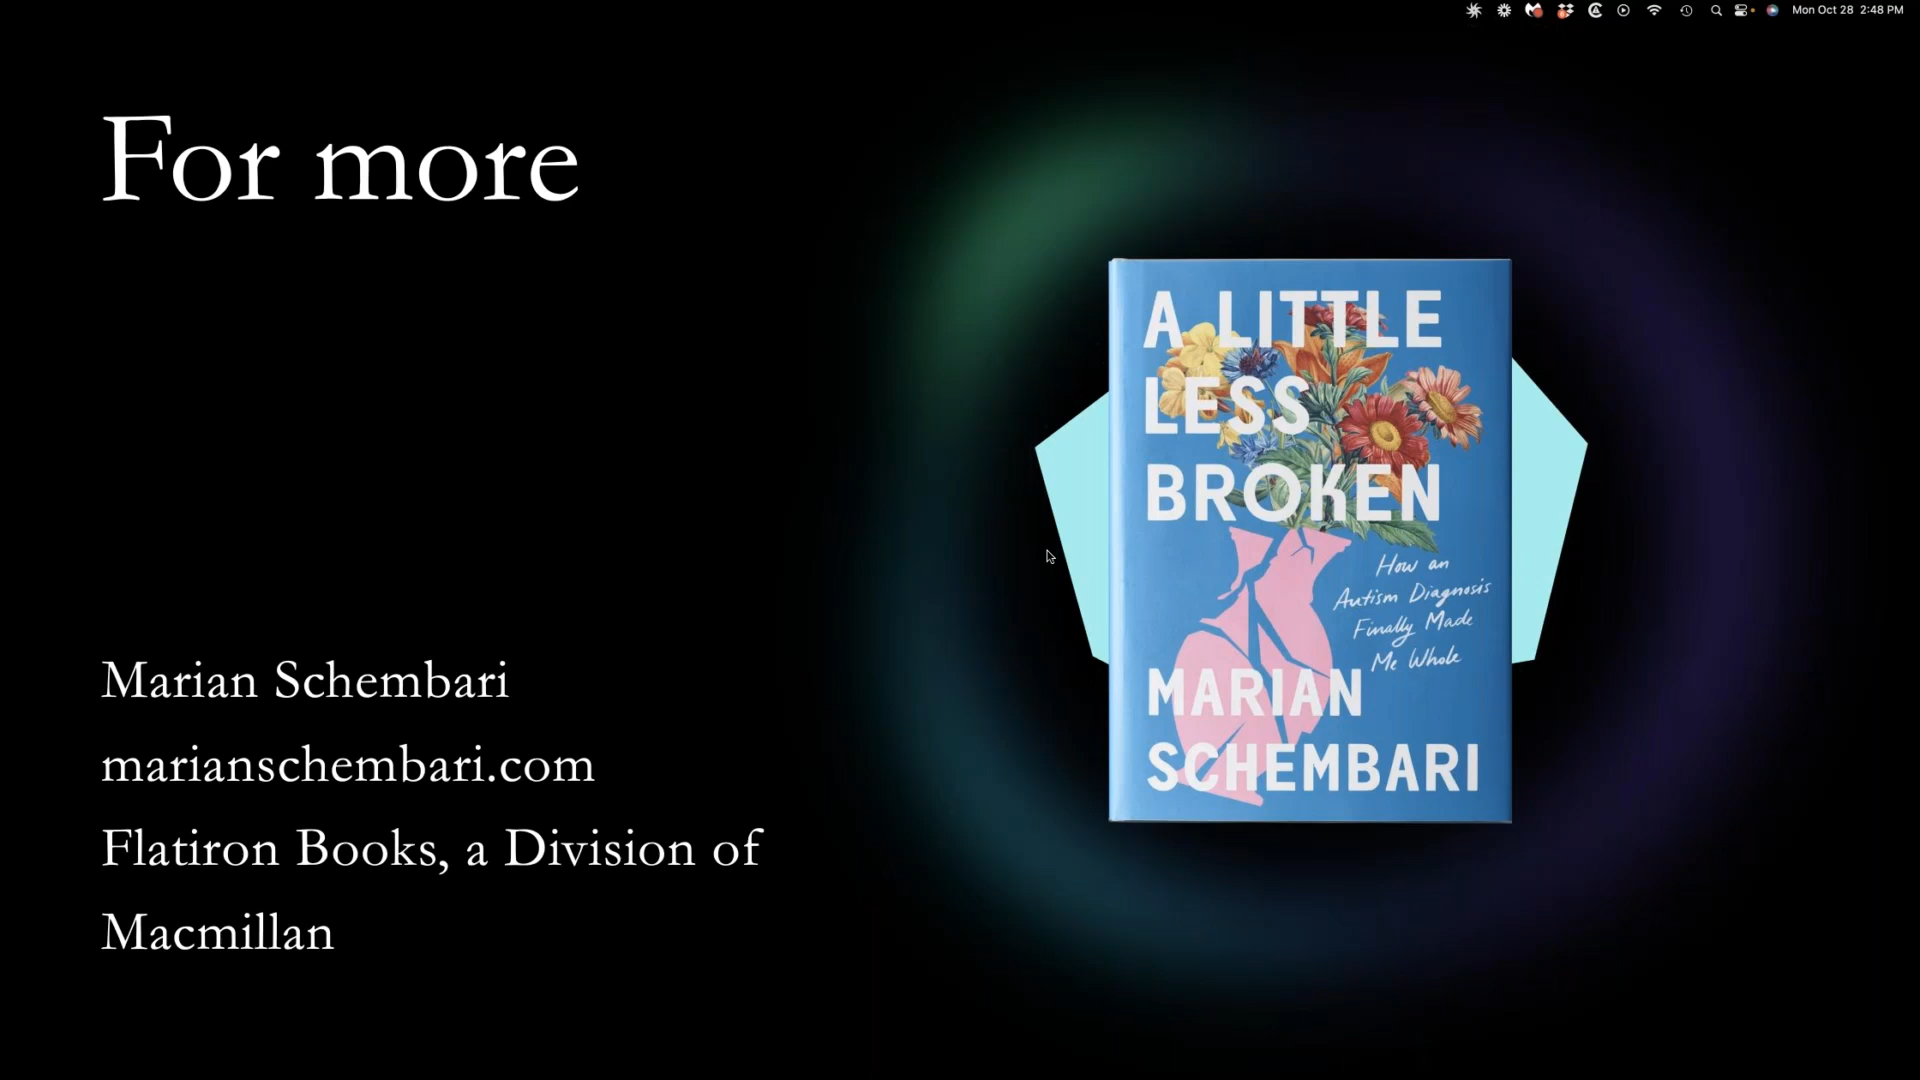 Mon Oct 28 2:48 PM
For more
A LITTLE
LESS
BROKEN
How an
Autism Diagnosis
Finally Made
Me Whole
MARIAN
SCHEMBARI
Marian Schembari
marianschembari.com
Flatiron Books, a Division of
Macmillan